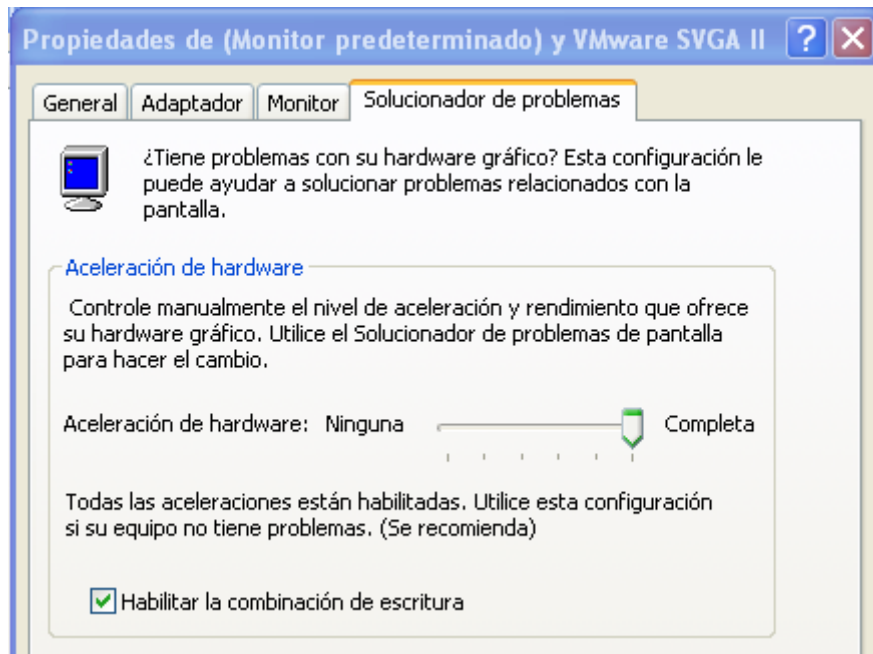 Propiedades de (Monitor predeterminado) y VMware SVGA II
General
Adaptador
Monitor
Solucionador de problemas
¿Tiene problemas con su hardware gráfico? Esta configuración le
puede ayudar a solucionar problemas relacionados con la
pantalla.
Aceleración de hardware
Controle manualmente el nivel de aceleración y rendimiento que ofrece
su hardware gráfico. Utilice el Solucionador de problemas de pantalla
para hacer el cambio.
Aceleración de hardware: Ninguna Completa
Todas las aceleraciones están habilitadas. Utilice esta configuración
si su equipo no tiene problemas. (Se recomienda)
Habilitar la combinación de escritura